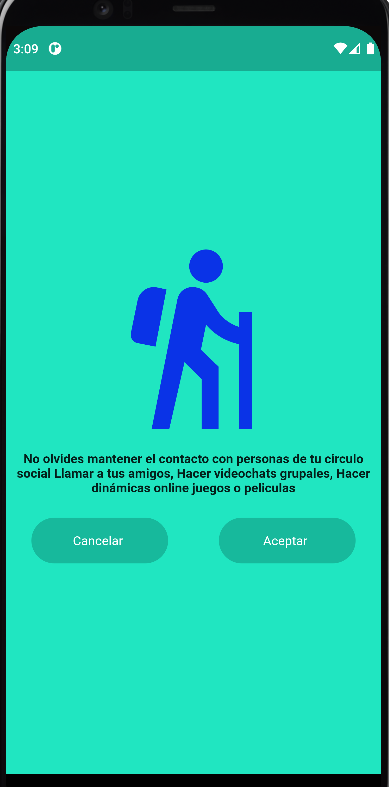 3:09
No olvides mantener el contacto con personas de tu circulo
social Llamar a tus amigos, Hacer videochats grupales, Hacer
dinámicas online juegos o peliculas
Cancelar
Aceptar